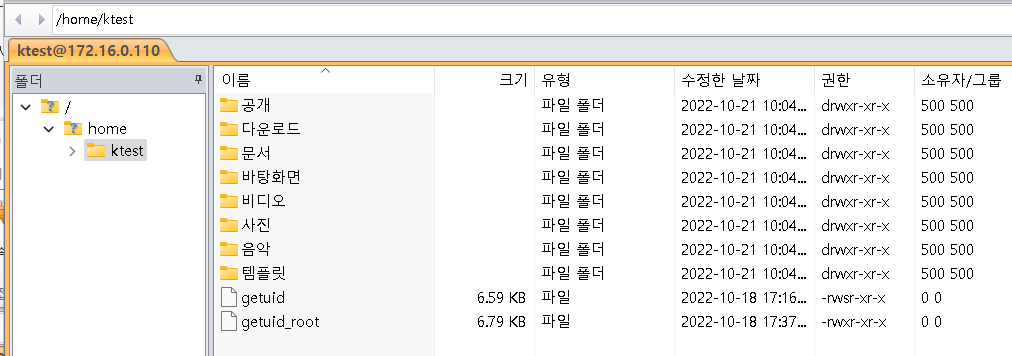 /home/ktest
ktest@172.16.0.110
폴더
/
home
ktest
이름 크기 유형 수정한 날짜 권한 소유자/그룹
공개 파일 폴더 2022-10-21 10:04... drwxr-xr-x 500 500
다운로드 파일 폴더 2022-10-21 10:04... drwxr-xr-x 500 500
문서 파일 폴더 2022-10-21 10:04... drwxr-xr-x 500 500
바탕화면 파일 폴더 2022-10-21 10:04... drwxr-xr-x 500 500
비디오 파일 폴더 2022-10-21 10:04... drwxr-xr-x 500 500
사진 파일 폴더 2022-10-21 10:04... drwxr-xr-x 500 500
음악 파일 폴더 2022-10-21 10:04... drwxr-xr-x 500 500
템플릿 파일 폴더 2022-10-21 10:04... drwxr-xr-x 500 500
getuid 6.59 KB 파일 2022-10-18 17:16... -rwsr-xr-x 0 0
getuid_root 6.79 KB 파일 2022-10-18 17:37... -rwxr-xr-x 0 0